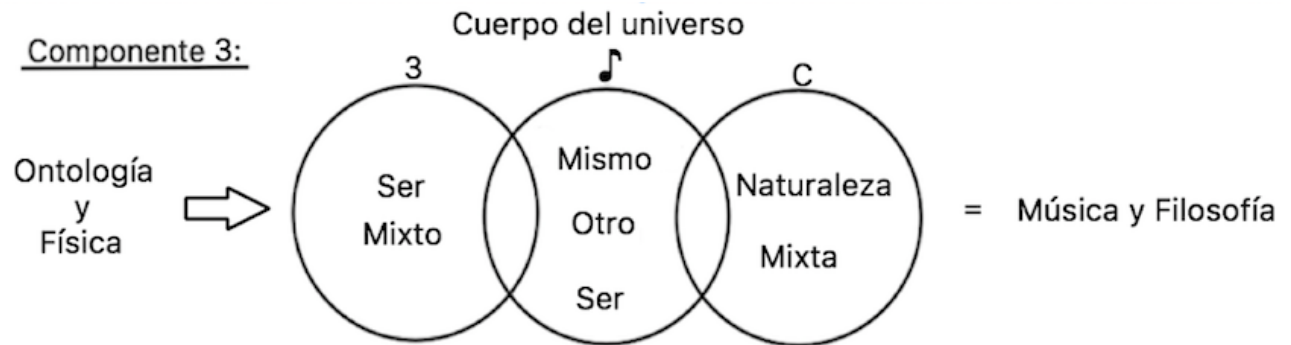 Cuerpo del universo
Componente 3:
3
C
Ontología
y
Física
Ser
Mixto
Mismo
Otro
Ser
Naturaleza
Mixta
= Música y Filosofía